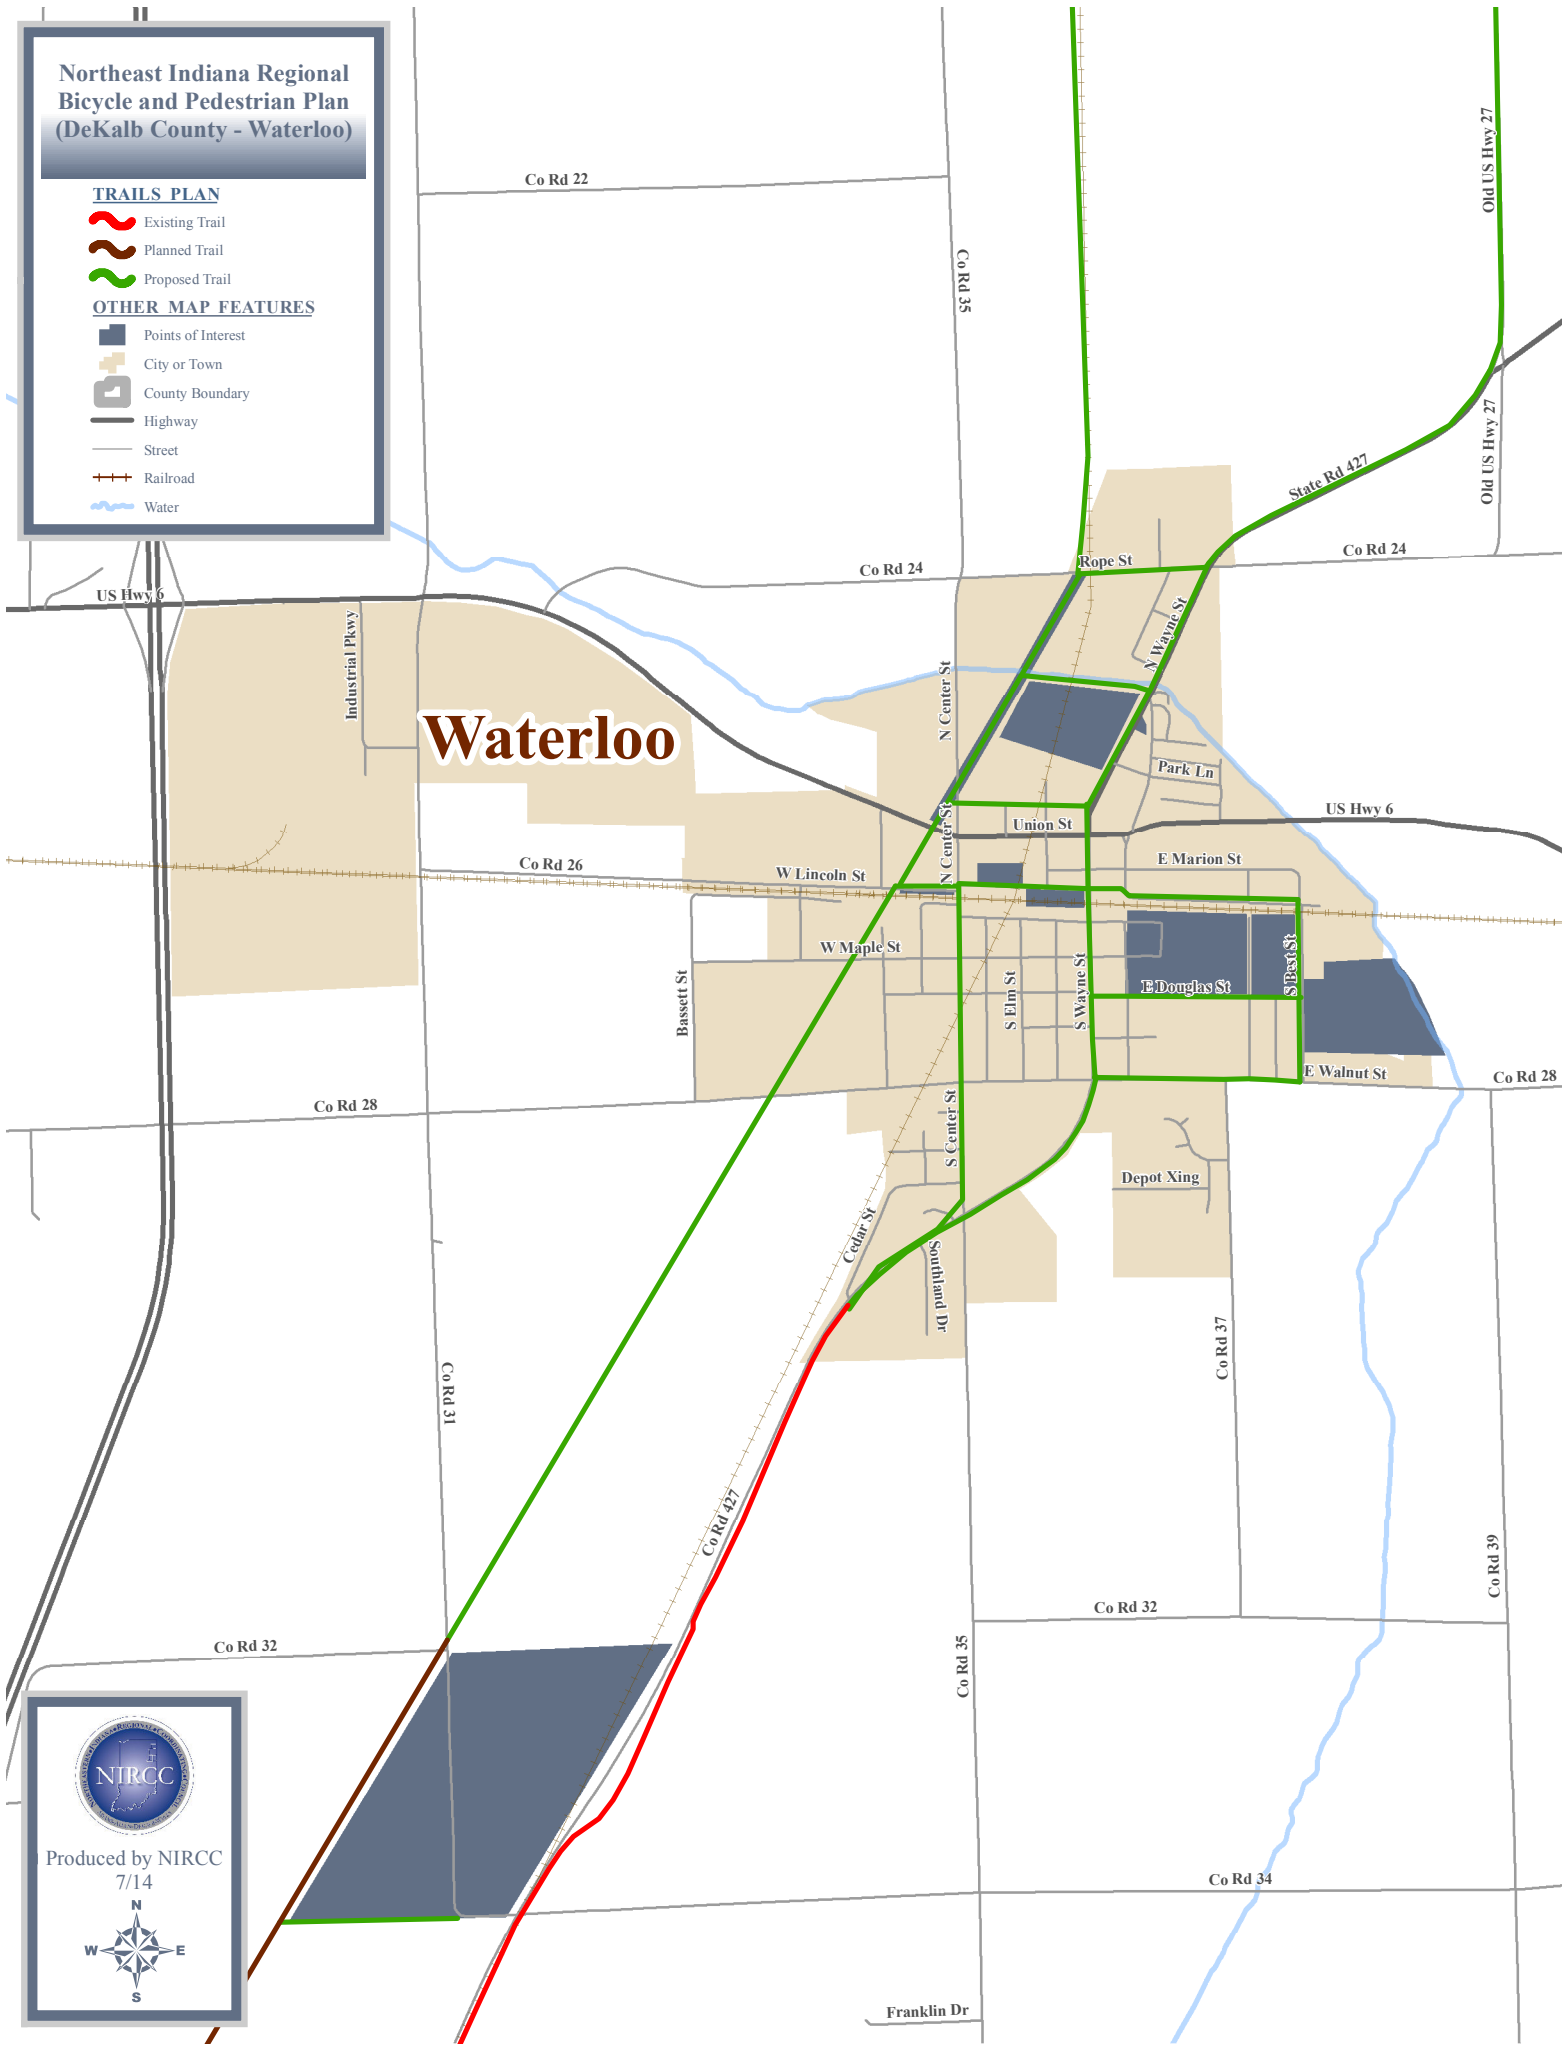 Northeast Indiana Regional
Bicycle and Pedestrian Plan
(DeKalb County - Waterloo)
TRAILS PLAN
Existing Trail
Planned Trail
Proposed Trail
OTHER MAP FEATURES
Points of Interest
City or Town
County Boundary
Highway
Street
Railroad
Water
Co Rd 22
Co Rd 35
Old US Hwy 27
Old US Hwy 27
State Rd 427
Co Rd 24
Co Rd 24
Rope St
US Hwy 6
Industrial Pkwy
N Wayne St
N Center St
Waterloo
Park Ln
US Hwy 6
Union St
N Center St
Co Rd 26
W Lincoln St
E Marion St
W Maple St
Bassett St
S Elm St
S Wayne St
E Douglas St
S Best St
E Walnut St
Co Rd 28
Co Rd 28
S Center St
Depot Xing
Cedar St
Southland Dr
Co Rd 37
Co Rd 31
Co Rd 427
Co Rd 39
Co Rd 32
Co Rd 32
Co Rd 35
Co Rd 34
Franklin Dr
NIRCC
Produced by NIRCC
7/14
N
W E
S